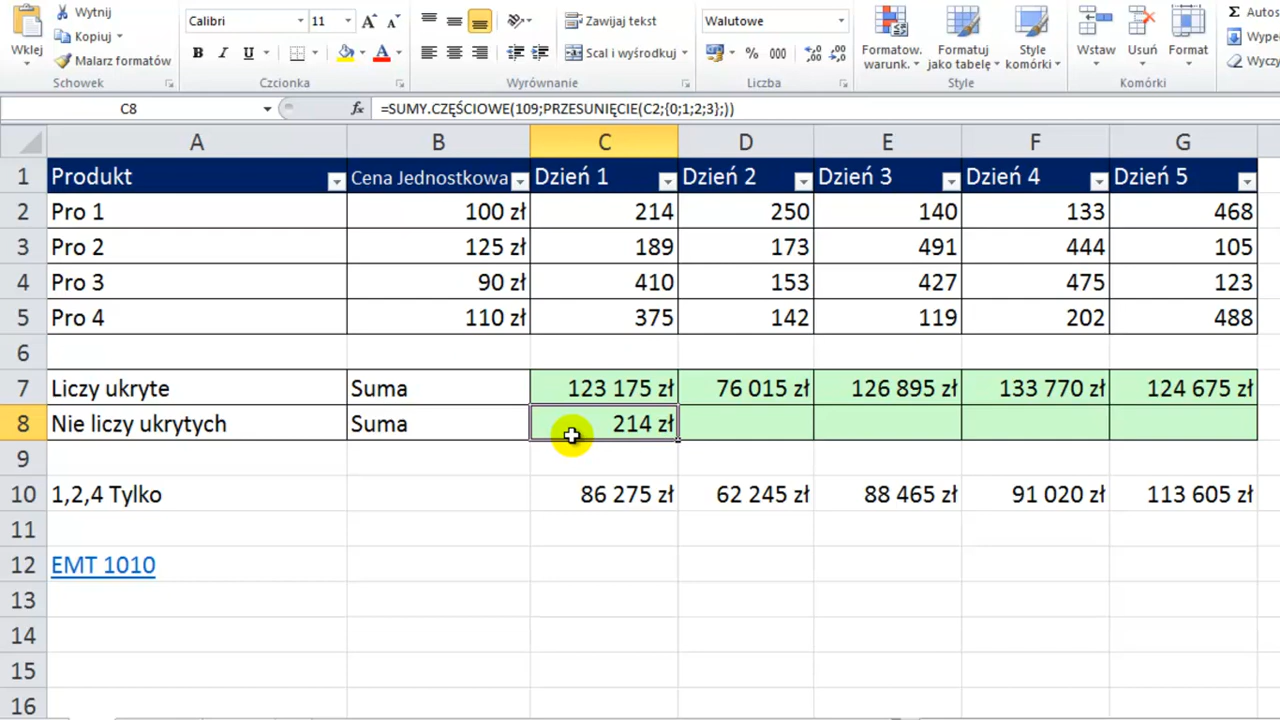 Wytnij
Kopiuj
Malarz formatów
Wklej
Schowek
Calibri 11
B I U
Czcionka
Zawijaj tekst
Scal i wyśrodkuj
Wyrównanie
Walutowe
% 000
Liczba
Formatow. warunk.
Formatuj jako tabelę
Style komórki
Style
Wstaw Usuń Format
Komórki
Σ Autos
Wype
Wyczy
C8 fx =SUMY.CZĘŚCIOWE(109;PRZESUNIĘCIE(C2;{0;1;2;3};))
A B C D E F G
1 Produkt Cena Jednostkowa Dzień 1 Dzień 2 Dzień 3 Dzień 4 Dzień 5
2 Pro 1 100 zł 214 250 140 133 468
3 Pro 2 125 zł 189 173 491 444 105
4 Pro 3 90 zł 410 153 427 475 123
5 Pro 4 110 zł 375 142 119 202 488
6
7 Liczy ukryte Suma 123 175 zł 76 015 zł 126 895 zł 133 770 zł 124 675 zł
8 Nie liczy ukrytych Suma 214 zł
9
10 1,2,4 Tylko 86 275 zł 62 245 zł 88 465 zł 91 020 zł 113 605 zł
11
12 EMT 1010
13
14
15
16